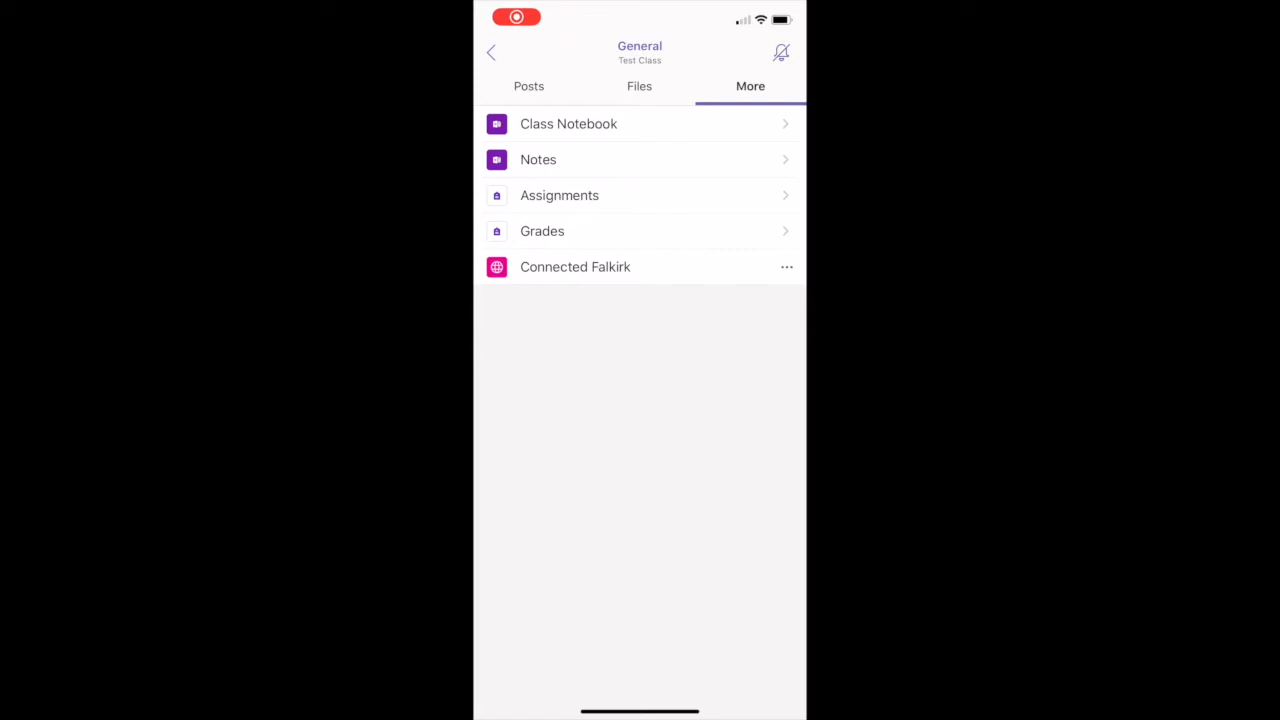 General
Test Class
Posts Files More
Class Notebook
Notes
Assignments
Grades
Connected Falkirk